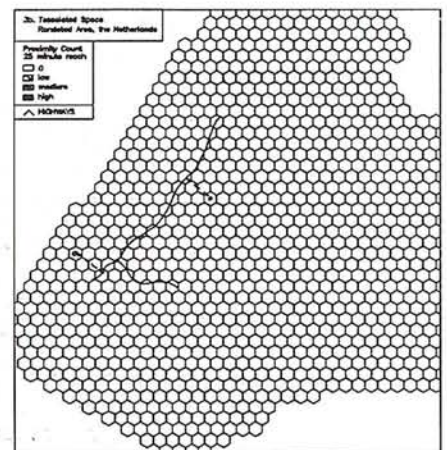 2b. Tesselated Space
Randstad Area, the Netherlands
Proximity Count
25 minute reach
0
low
medium
high
HIGHWAYS